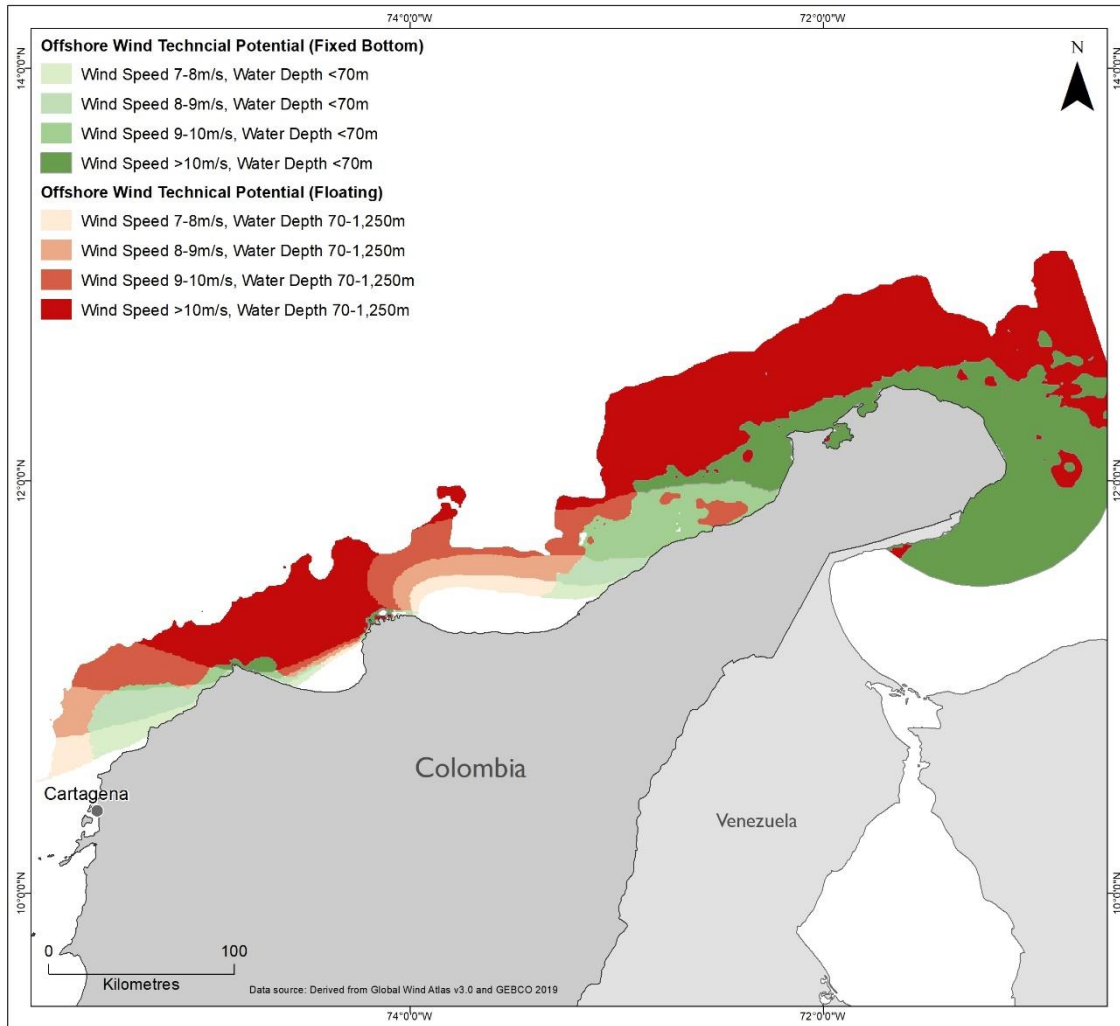 74°0'0"W
72°0'0"W
Offshore Wind Techncial Potential (Fixed Bottom)
Wind Speed 7-8m/s, Water Depth <70m
Wind Speed 8-9m/s, Water Depth <70m
Wind Speed 9-10m/s, Water Depth <70m
Wind Speed >10m/s, Water Depth <70m
Offshore Wind Technical Potential (Floating)
Wind Speed 7-8m/s, Water Depth 70-1,250m
Wind Speed 8-9m/s, Water Depth 70-1,250m
Wind Speed 9-10m/s, Water Depth 70-1,250m
Wind Speed >10m/s, Water Depth 70-1,250m
N
14°0'0"N
14°0'0"N
12°0'0"N
12°0'0"N
Colombia
Cartagena
Venezuela
10°0'0"N
10°0'0"N
0 100
Kilometres
Data source: Derived from Global Wind Atlas v3.0 and GEBCO 2019
74°0'0"W
72°0'0"W